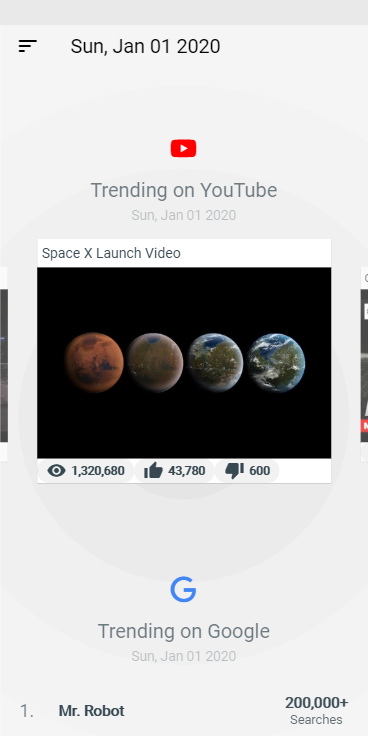 Sun, Jan 01 2020
Trending on YouTube
Sun, Jan 01 2020
Space X Launch Video
1,320,680 43,780 600
Trending on Google
Sun, Jan 01 2020
1. Mr. Robot 200,000+
Searches